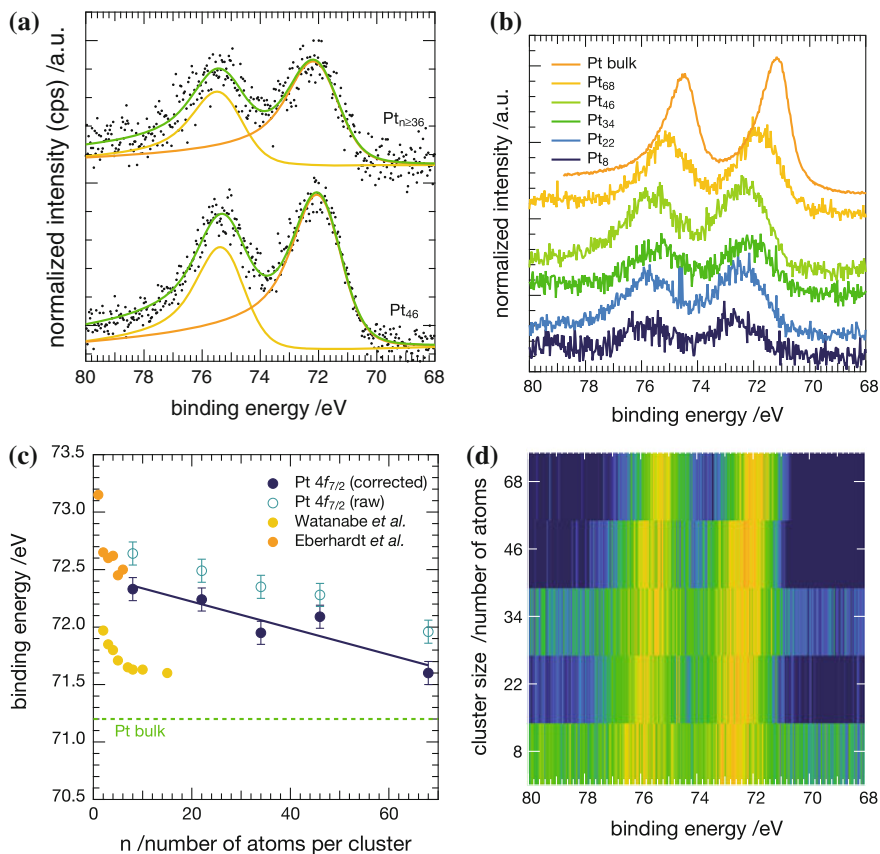 (a)
normalized intensity (cps) /a.u.
Pt n≥36
Pt46
80 78 76 74 72 70 68
binding energy /eV
(b)
normalized intensity /a.u.
Pt bulk
Pt68
Pt46
Pt34
Pt22
Pt8
80 78 76 74 72 70 68
binding energy /eV
(c)
binding energy /eV
73.5
73.0
72.5
72.0
71.5
71.1
70.5
Pt 4f7/2 (corrected)
Pt 4f7/2 (raw)
Watanabe et al.
Eberhardt et al.
Pt bulk
0 20 40 60
n /number of atoms per cluster
(d)
cluster size /number of atoms
68
46
34
22
8
80 78 76 74 72 70 68
binding energy /eV